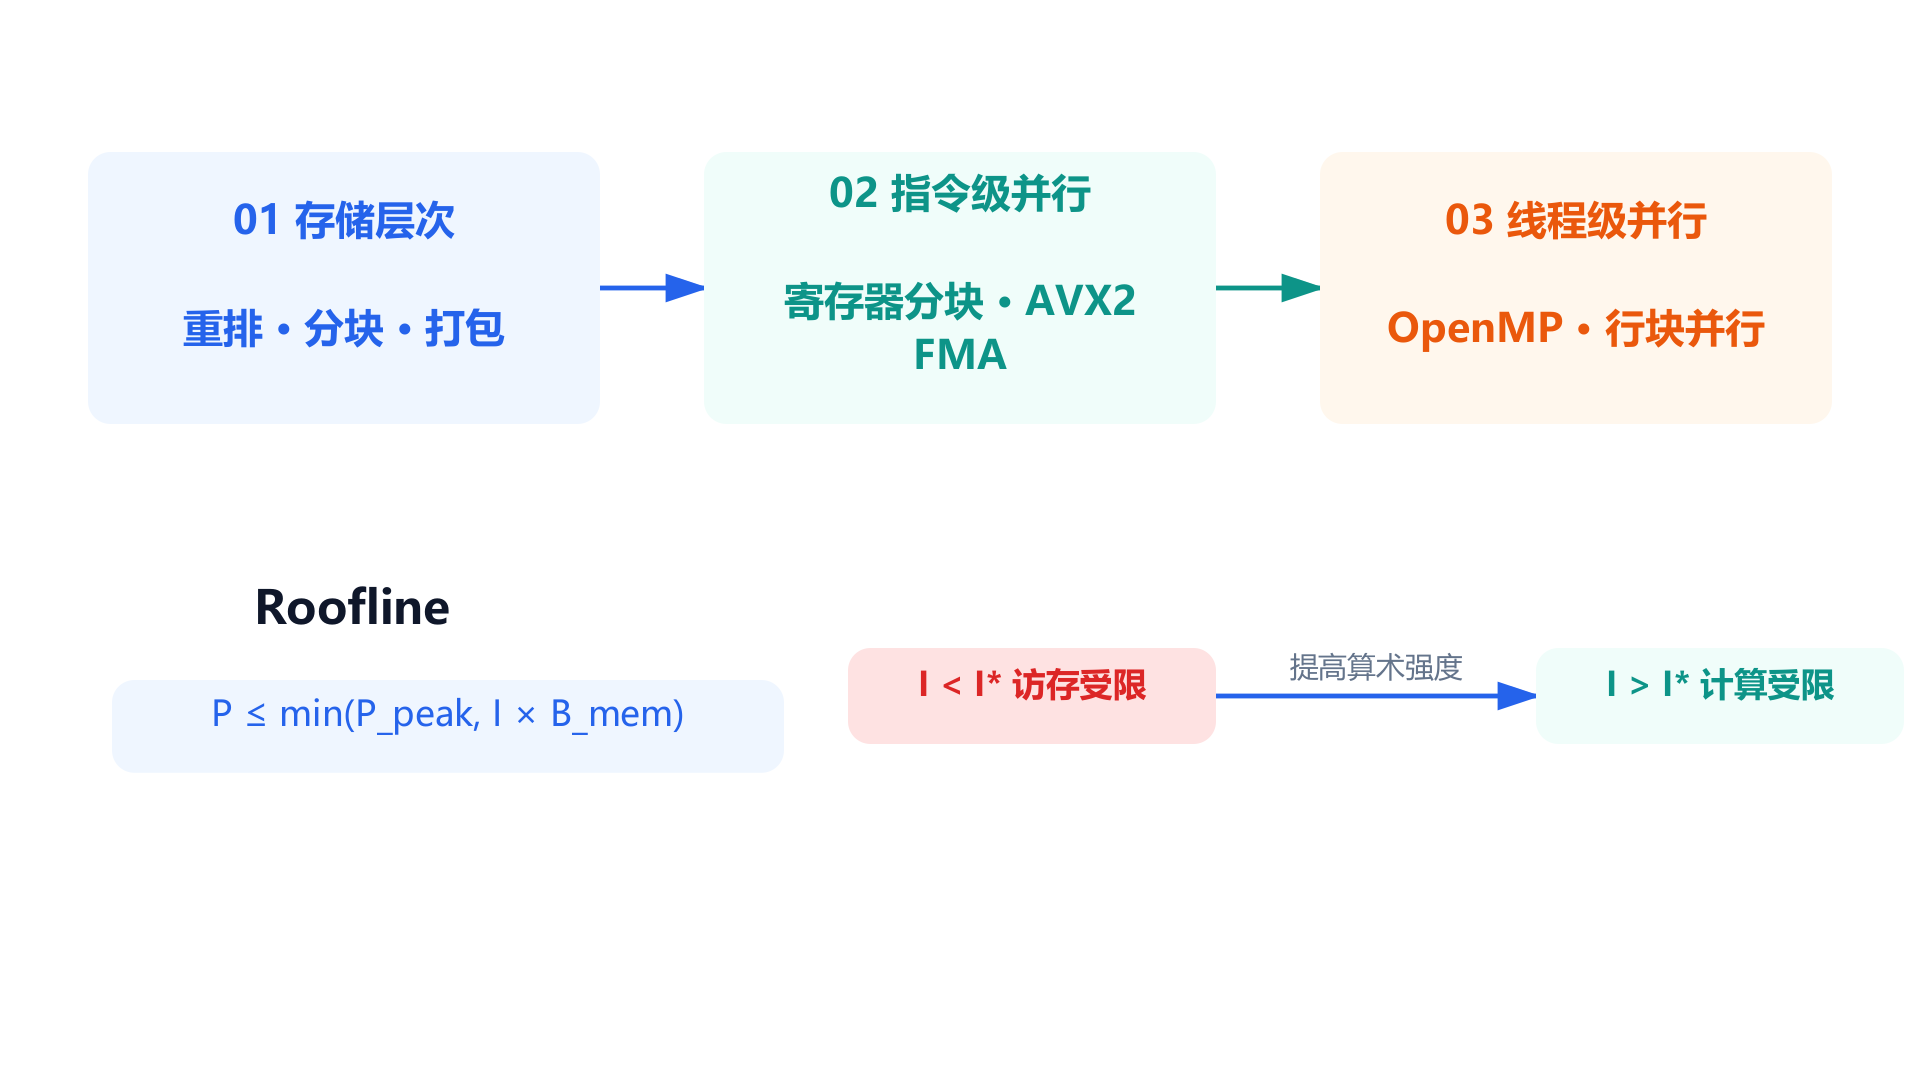 01 存储层次
重排・分块・打包
02 指令级并行
寄存器分块・AVX2
FMA
03 线程级并行
OpenMP・行块并行
Roofline
P ≤ min(P_peak, I × B_mem)
I < I* 访存受限
提高算术强度
I > I* 计算受限